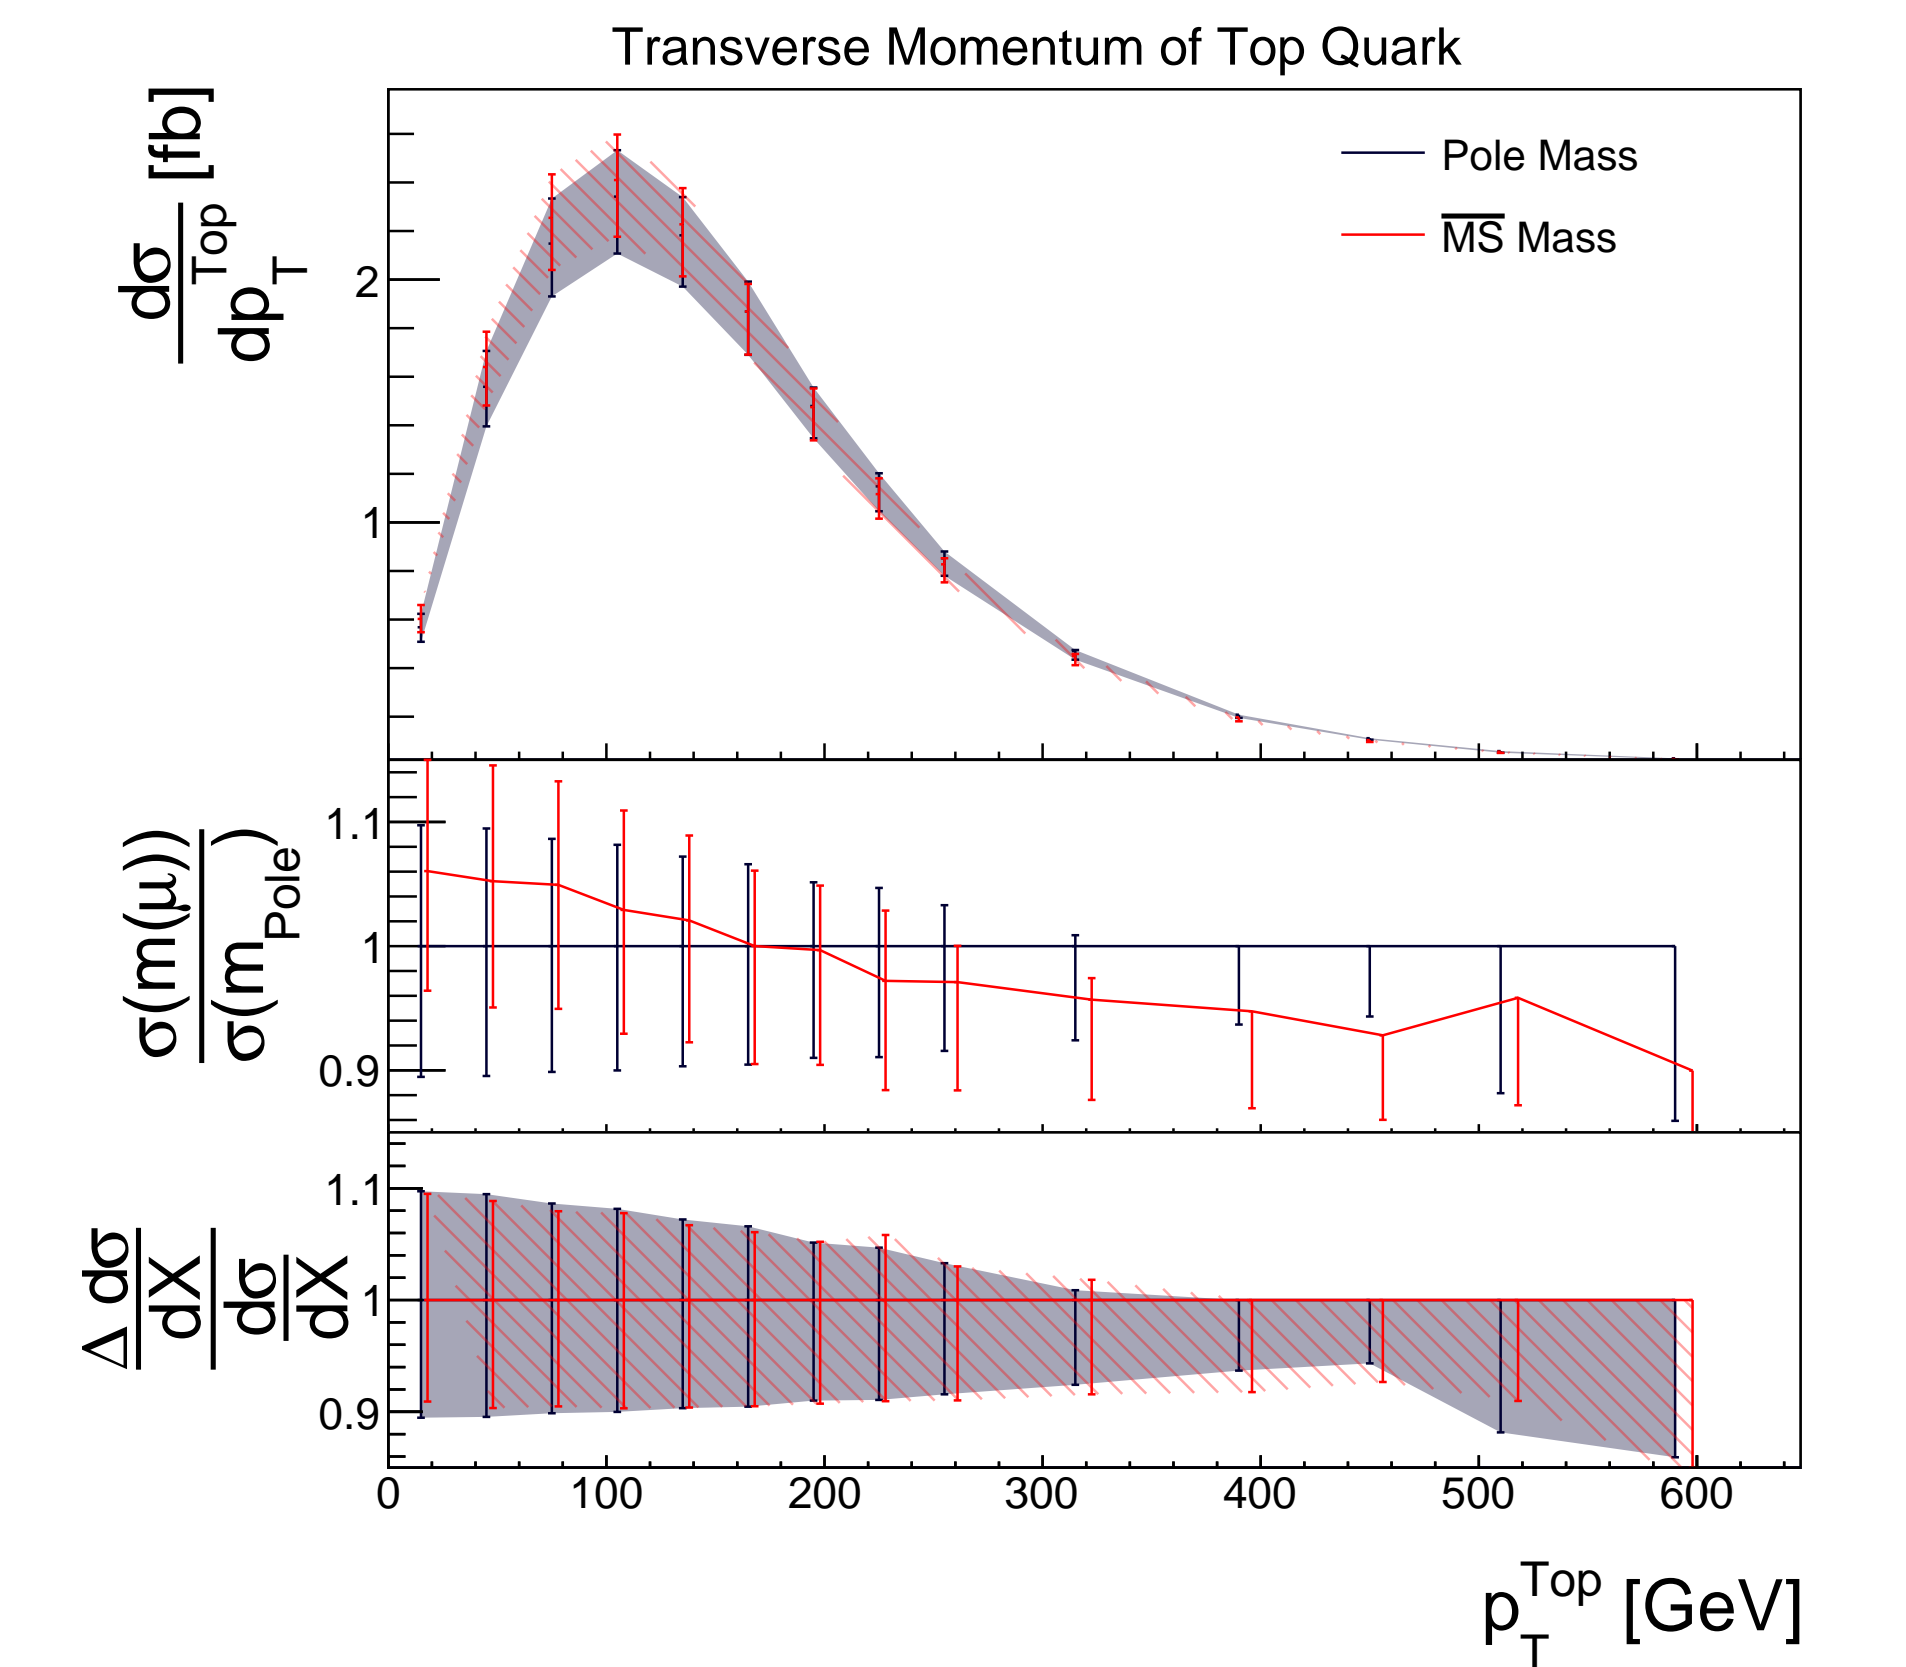 Transverse Momentum of Top Quark
dσ
dp_T^Top [fb]
Pole Mass
M̅S̅ Mass
2
1
σ(m(μ))
σ(m_Pole)
1.1
1
0.9
Δ dσ
dX
dσ
dX
1.1
1
0.9
0 100 200 300 400 500 600
p_T^Top [GeV]